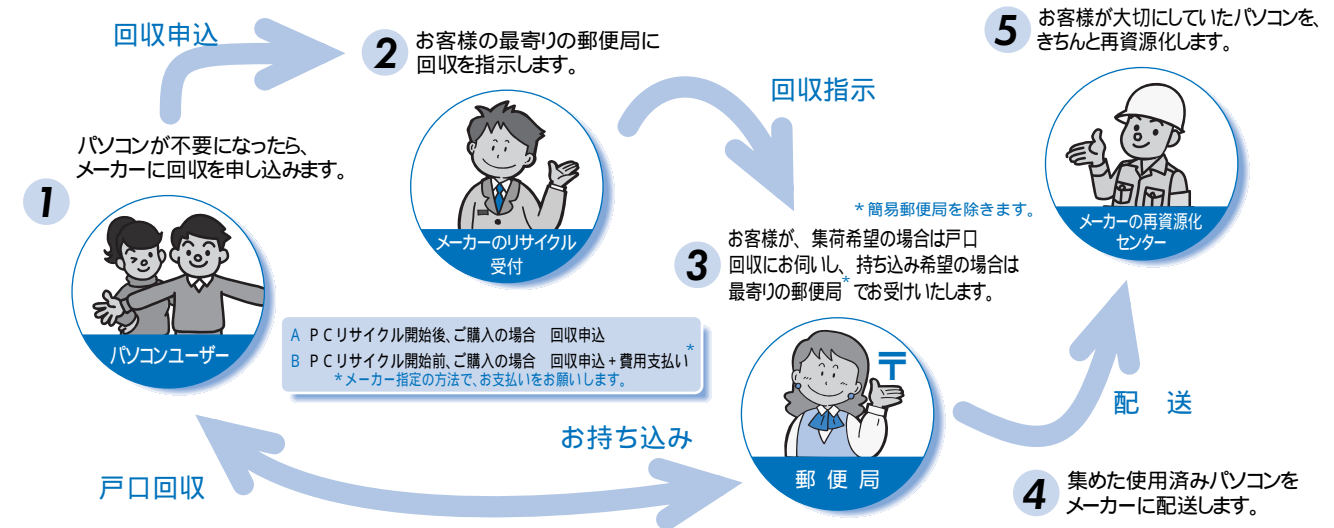 回収申込
1
パソコンが不要になったら、
メーカーに回収を申し込みます。
パソコンユーザー
2
お客様の最寄りの郵便局に
回収を指示します。
メーカーのリサイクル
受付
回収指示
A PCリサイクル開始後、ご購入の場合 回収申込
B PCリサイクル開始前、ご購入の場合 回収申込+費用支払い*
*メーカー指定の方法で、お支払いをお願いします。
*簡易郵便局を除きます。
3
お客様が、集荷希望の場合は戸口
回収にお伺いし、持ち込み希望の場合は
最寄りの郵便局*でお受けいたします。
〒
郵便局
戸口回収
お持ち込み
配 送
4
集めた使用済みパソコンを
メーカーに配送します。
5
お客様が大切にしていたパソコンを、
きちんと再資源化します。
メーカーの再資源化
センター